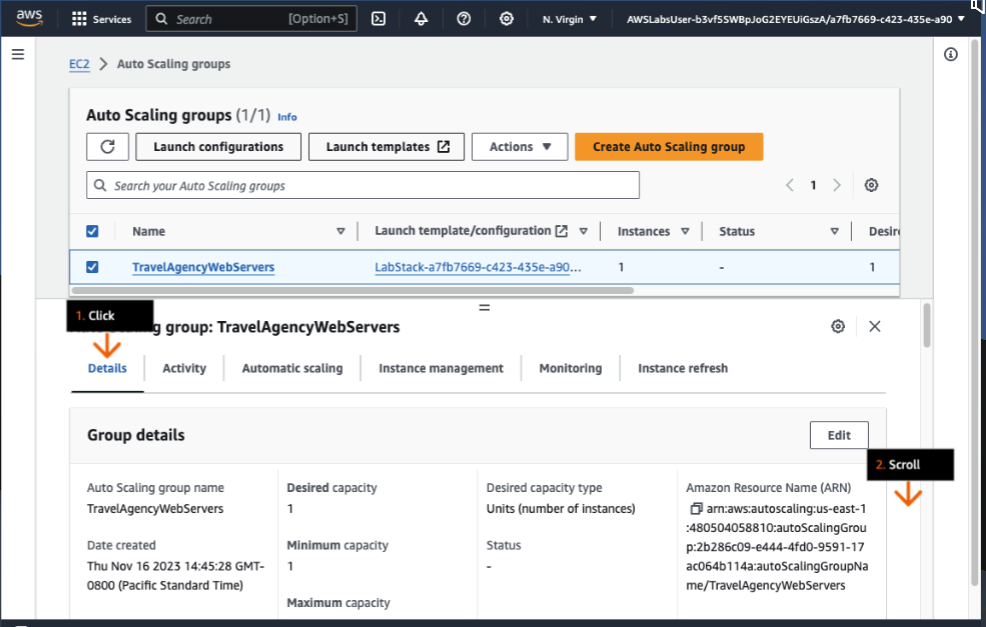 aws Services Search [Option+S] N. Virgin AWSLabsUser-b3vf5SWBpJoG2EYEUiGszA/a7fb7669-c423-435e-a90
EC2 Auto Scaling groups
Auto Scaling groups (1/1) Info
Launch configurations Launch templates Actions Create Auto Scaling group
Search your Auto Scaling groups 1
Name Launch template/configuration Instances Status Desire
TravelAgencyWebServers LabStack-a7fb7669-c423-435e-a90... 1 - 1
1. Click
g group: TravelAgencyWebServers
Details Activity Automatic scaling Instance management Monitoring Instance refresh
Group details Edit
2. Scroll
Auto Scaling group name
TravelAgencyWebServers
Date created
Thu Nov 16 2023 14:45:28 GMT-
0800 (Pacific Standard Time)
Desired capacity
1
Minimum capacity
1
Maximum capacity
Desired capacity type
Units (number of instances)
Status
-
Amazon Resource Name (ARN)
arn:aws:autoscaling:us-east-1
:480504058810:autoScalingGrou
p:2b286c09-e444-4fd0-9591-17
ac064b114a:autoScalingGroupNa
me/TravelAgencyWebServers